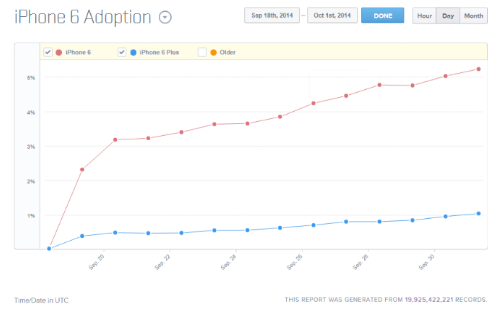 iPhone 6 Adoption
Sep 18th, 2014 – Oct 1st, 2014 DONE Hour Day Month
iPhone 6 iPhone 6 Plus Older
5%
4%
3%
2%
1%
Sep. 20 Sep. 22 Sep. 24 Sep. 26 Sep. 28 Sep. 30
Time/Date in UTC
THIS REPORT WAS GENERATED FROM 19,925,422,221 RECORDS.